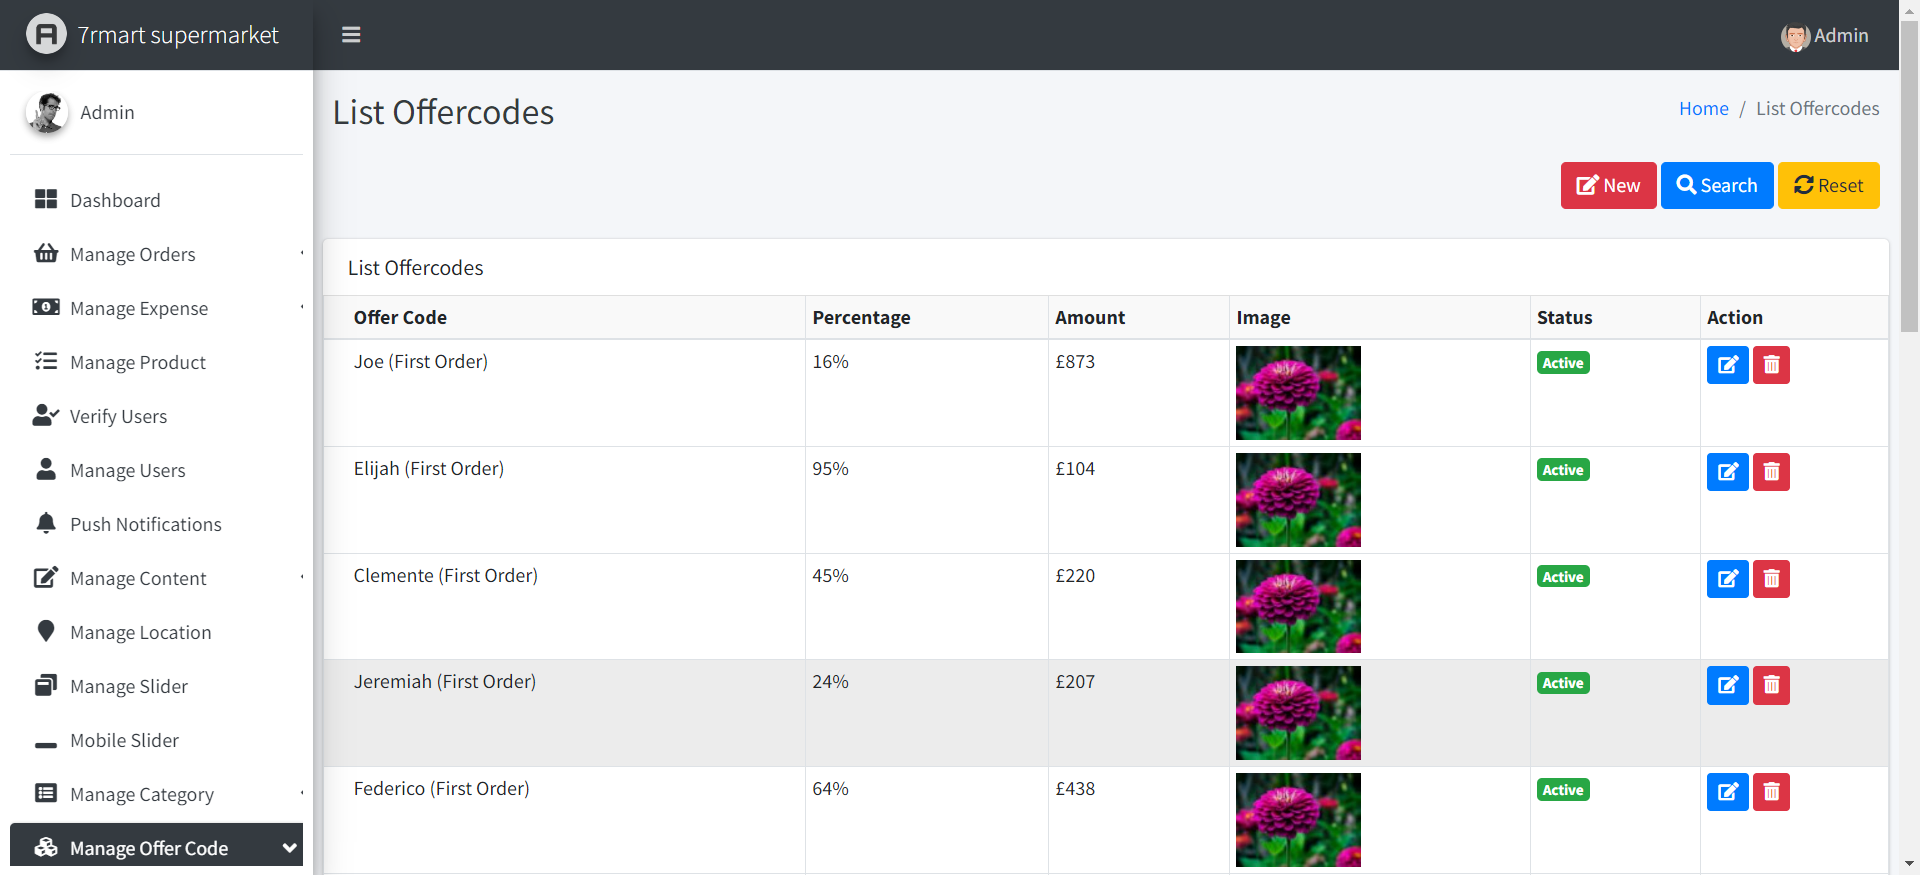 7rmart supermarket
Admin
Admin
List Offercodes
Home / List Offercodes
New Search Reset
Dashboard
Manage Orders
Manage Expense
Manage Product
Verify Users
Manage Users
Push Notifications
Manage Content
Manage Location
Manage Slider
Mobile Slider
Manage Category
Manage Offer Code
List Offercodes
Offer Code Percentage Amount Image Status Action
Joe (First Order) 16% £873 Active
Elijah (First Order) 95% £104 Active
Clemente (First Order) 45% £220 Active
Jeremiah (First Order) 24% £207 Active
Federico (First Order) 64% £438 Active